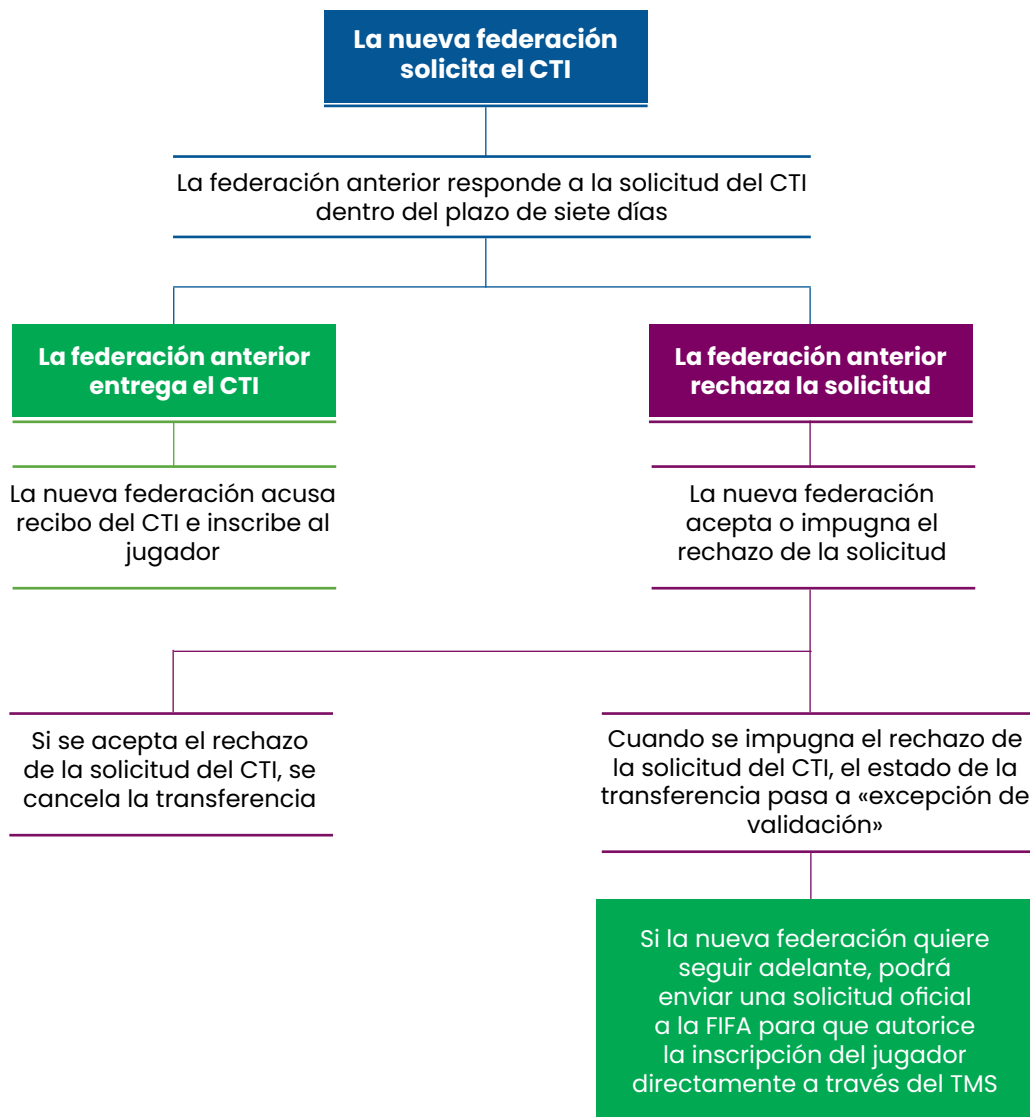 La nueva federación
solicita el CTI
La federación anterior responde a la solicitud del CTI
dentro del plazo de siete días
La federación anterior
entrega el CTI
La federación anterior
rechaza la solicitud
La nueva federación acusa
recibo del CTI e inscribe al
jugador
La nueva federación
acepta o impugna el
rechazo de la solicitud
Si se acepta el rechazo
de la solicitud del CTI, se
cancela la transferencia
Cuando se impugna el rechazo de
la solicitud del CTI, el estado de la
transferencia pasa a «excepción de
validación»
Si la nueva federación quiere
seguir adelante, podrá
enviar una solicitud oficial
a la FIFA para que autorice
la inscripción del jugador
directamente a través del TMS